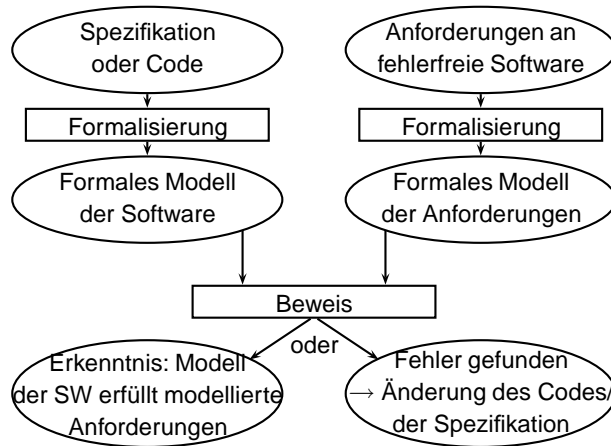 Spezifikation
oder Code
Anforderungen an
fehlerfreie Software
Formalisierung
Formalisierung
Formales Modell
der Software
Formales Modell
der Anforderungen
Beweis
oder
Erkenntnis: Modell
der SW erfüllt modellierte
Anforderungen
Fehler gefunden
→ Änderung des Codes/
der Spezifikation